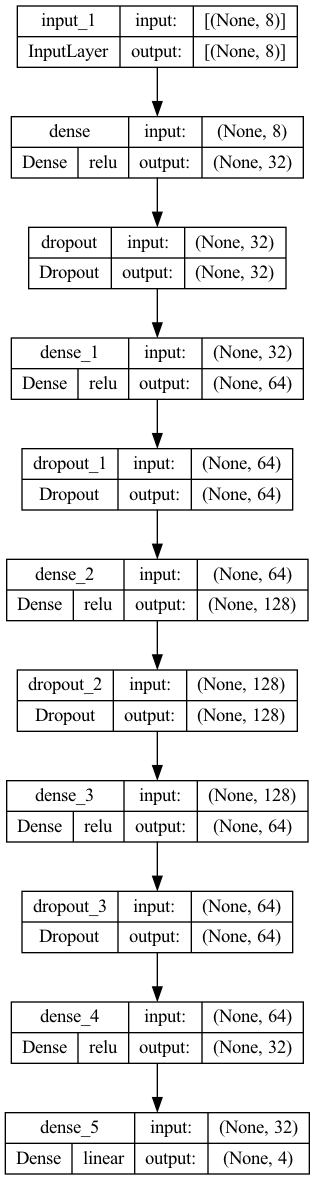 input_1 input: [(None, 8)]
InputLayer output: [(None, 8)]
dense input: (None, 8)
Dense relu output: (None, 32)
dropout input: (None, 32)
Dropout output: (None, 32)
dense_1 input: (None, 32)
Dense relu output: (None, 64)
dropout_1 input: (None, 64)
Dropout output: (None, 64)
dense_2 input: (None, 64)
Dense relu output: (None, 128)
dropout_2 input: (None, 128)
Dropout output: (None, 128)
dense_3 input: (None, 128)
Dense relu output: (None, 64)
dropout_3 input: (None, 64)
Dropout output: (None, 64)
dense_4 input: (None, 64)
Dense relu output: (None, 32)
dense_5 input: (None, 32)
Dense linear output: (None, 4)